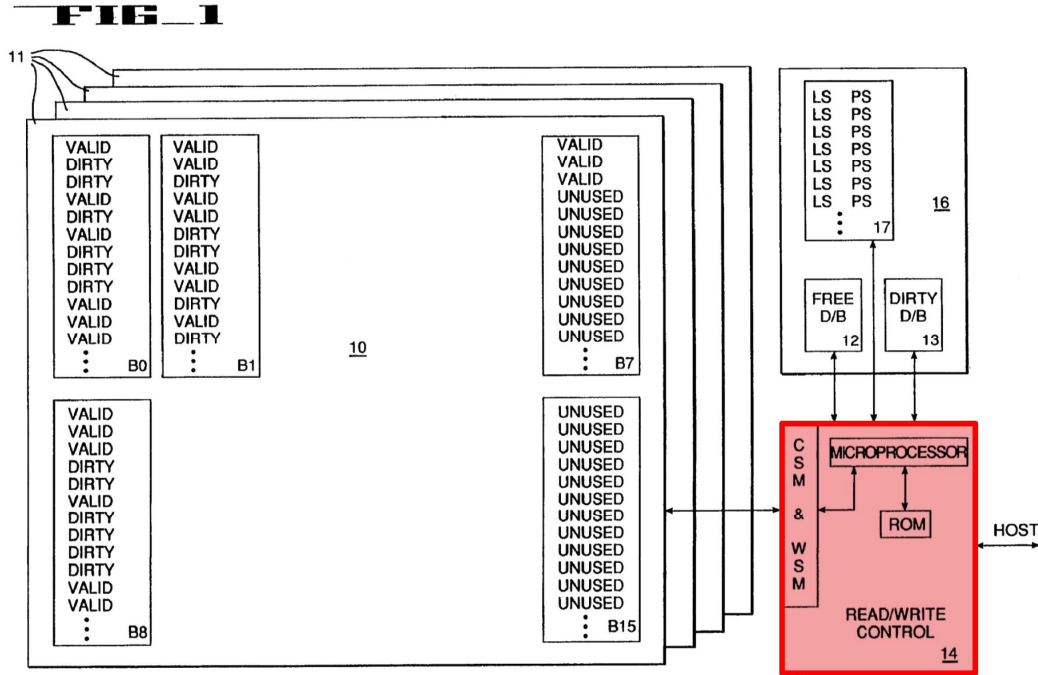 FIG_1
11
VALID
DIRTY
DIRTY
VALID
DIRTY
VALID
DIRTY
DIRTY
DIRTY
VALID
VALID
VALID
B0
VALID
VALID
DIRTY
VALID
VALID
DIRTY
DIRTY
VALID
VALID
DIRTY
VALID
DIRTY
B1
10
VALID
VALID
VALID
UNUSED
UNUSED
UNUSED
UNUSED
UNUSED
UNUSED
UNUSED
UNUSED
UNUSED
B7
VALID
VALID
VALID
DIRTY
DIRTY
VALID
DIRTY
DIRTY
DIRTY
DIRTY
VALID
VALID
B8
UNUSED
UNUSED
UNUSED
UNUSED
UNUSED
UNUSED
UNUSED
UNUSED
UNUSED
UNUSED
UNUSED
UNUSED
B15
LS PS
LS PS
LS PS
LS PS
LS PS
LS PS
LS PS
17
16
FREE
D/B
12
DIRTY
D/B
13
CSM & WSM
MICROPROCESSOR
ROM
READ/WRITE
CONTROL
14
HOST